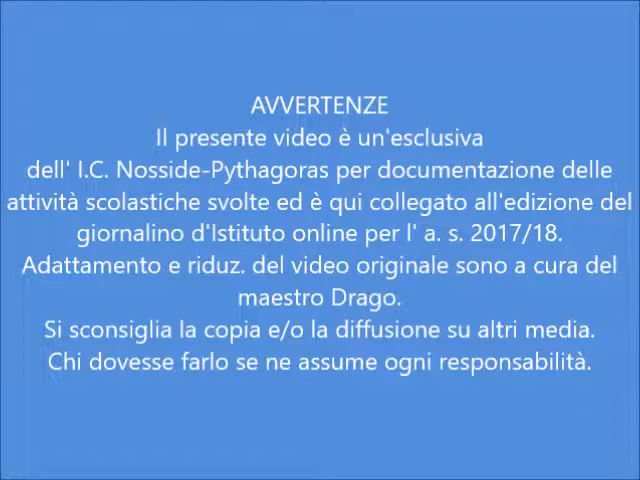 AVVERTENZE
Il presente video è un'esclusiva
dell' I.C. Nosside-Pythagoras per documentazione delle
attività scolastiche svolte ed è qui collegato all'edizione del
giornalino d'Istituto online per l' a. s. 2017/18.
Adattamento e riduz. del video originale sono a cura del
maestro Drago.
Si sconsiglia la copia e/o la diffusione su altri media.
Chi dovesse farlo se ne assume ogni responsabilità.